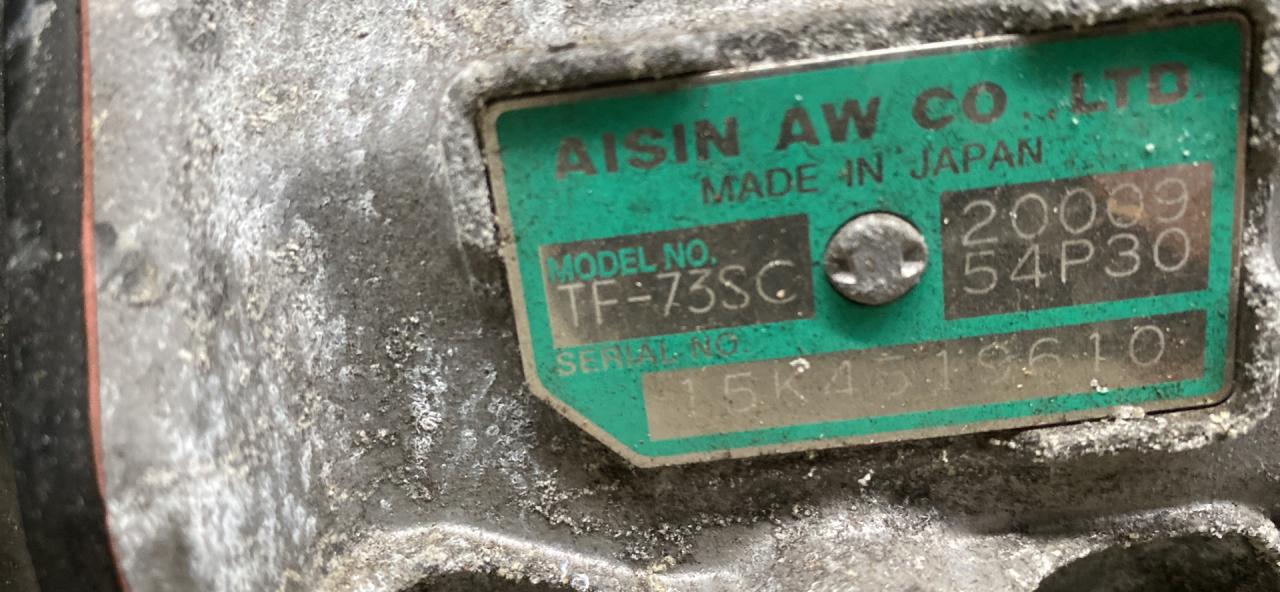 AISIN AW CO., LTD.
MADE IN JAPAN
MODEL NO.
TF-73SC
20009
54P30
SERIAL NO.
15K4519610